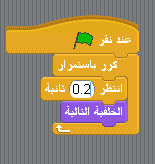 عند نقر
كرر باستمرار
انتظر 0.2 ثانية
الخلفية التالية